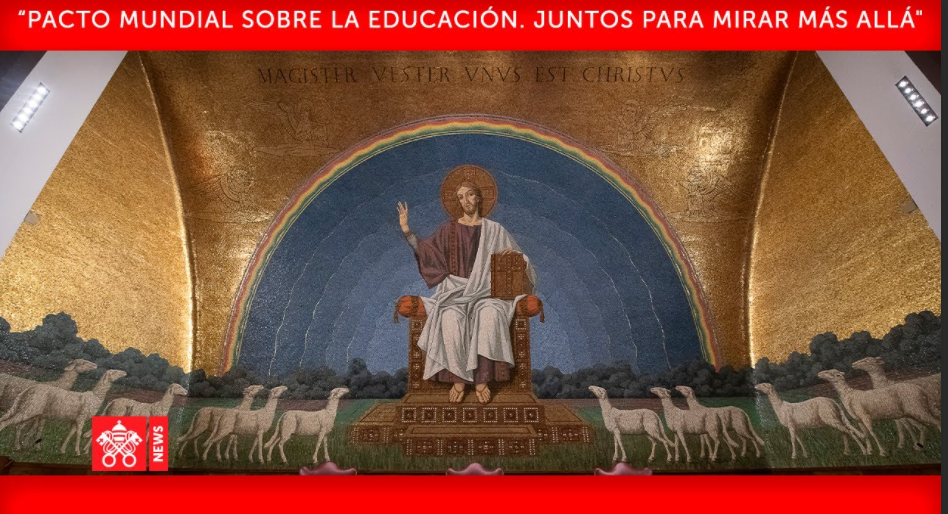 “PACTO MUNDIAL SOBRE LA EDUCACIÓN. JUNTOS PARA MIRAR MÁS ALLÁ"
MAGISTER VESTER VNVS EST CHRISTVS
NEWS